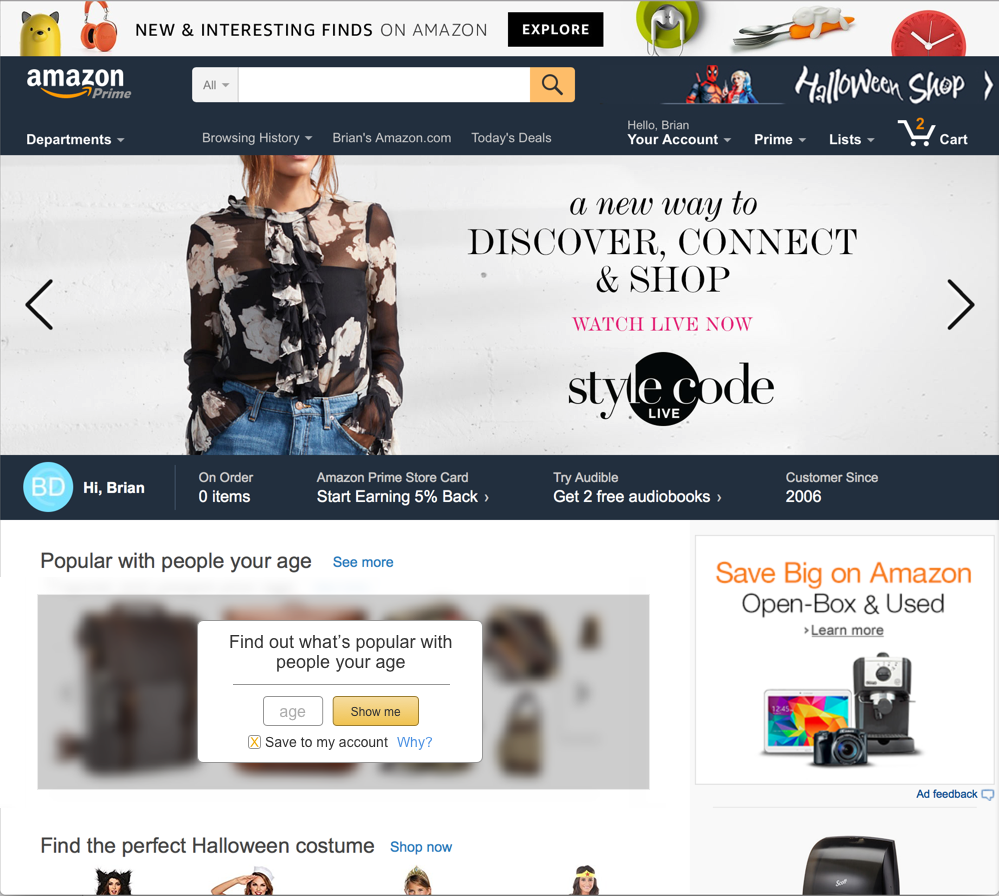 NEW & INTERESTING FINDS ON AMAZON
EXPLORE
amazon
Prime
All
Halloween Shop
Departments
Browsing History
Brian's Amazon.com
Today's Deals
Hello, Brian
Your Account
Prime
Lists
2
Cart
a new way to
DISCOVER, CONNECT
& SHOP
WATCH LIVE NOW
style code
LIVE
BD
Hi, Brian
On Order
0 items
Amazon Prime Store Card
Start Earning 5% Back ›
Try Audible
Get 2 free audiobooks ›
Customer Since
2006
Popular with people your age
See more
Find out what’s popular with
people your age
age
Show me
X Save to my account Why?
Save Big on Amazon
Open-Box & Used
› Learn more
12:45
Ad feedback
Find the perfect Halloween costume
Shop now
Scott